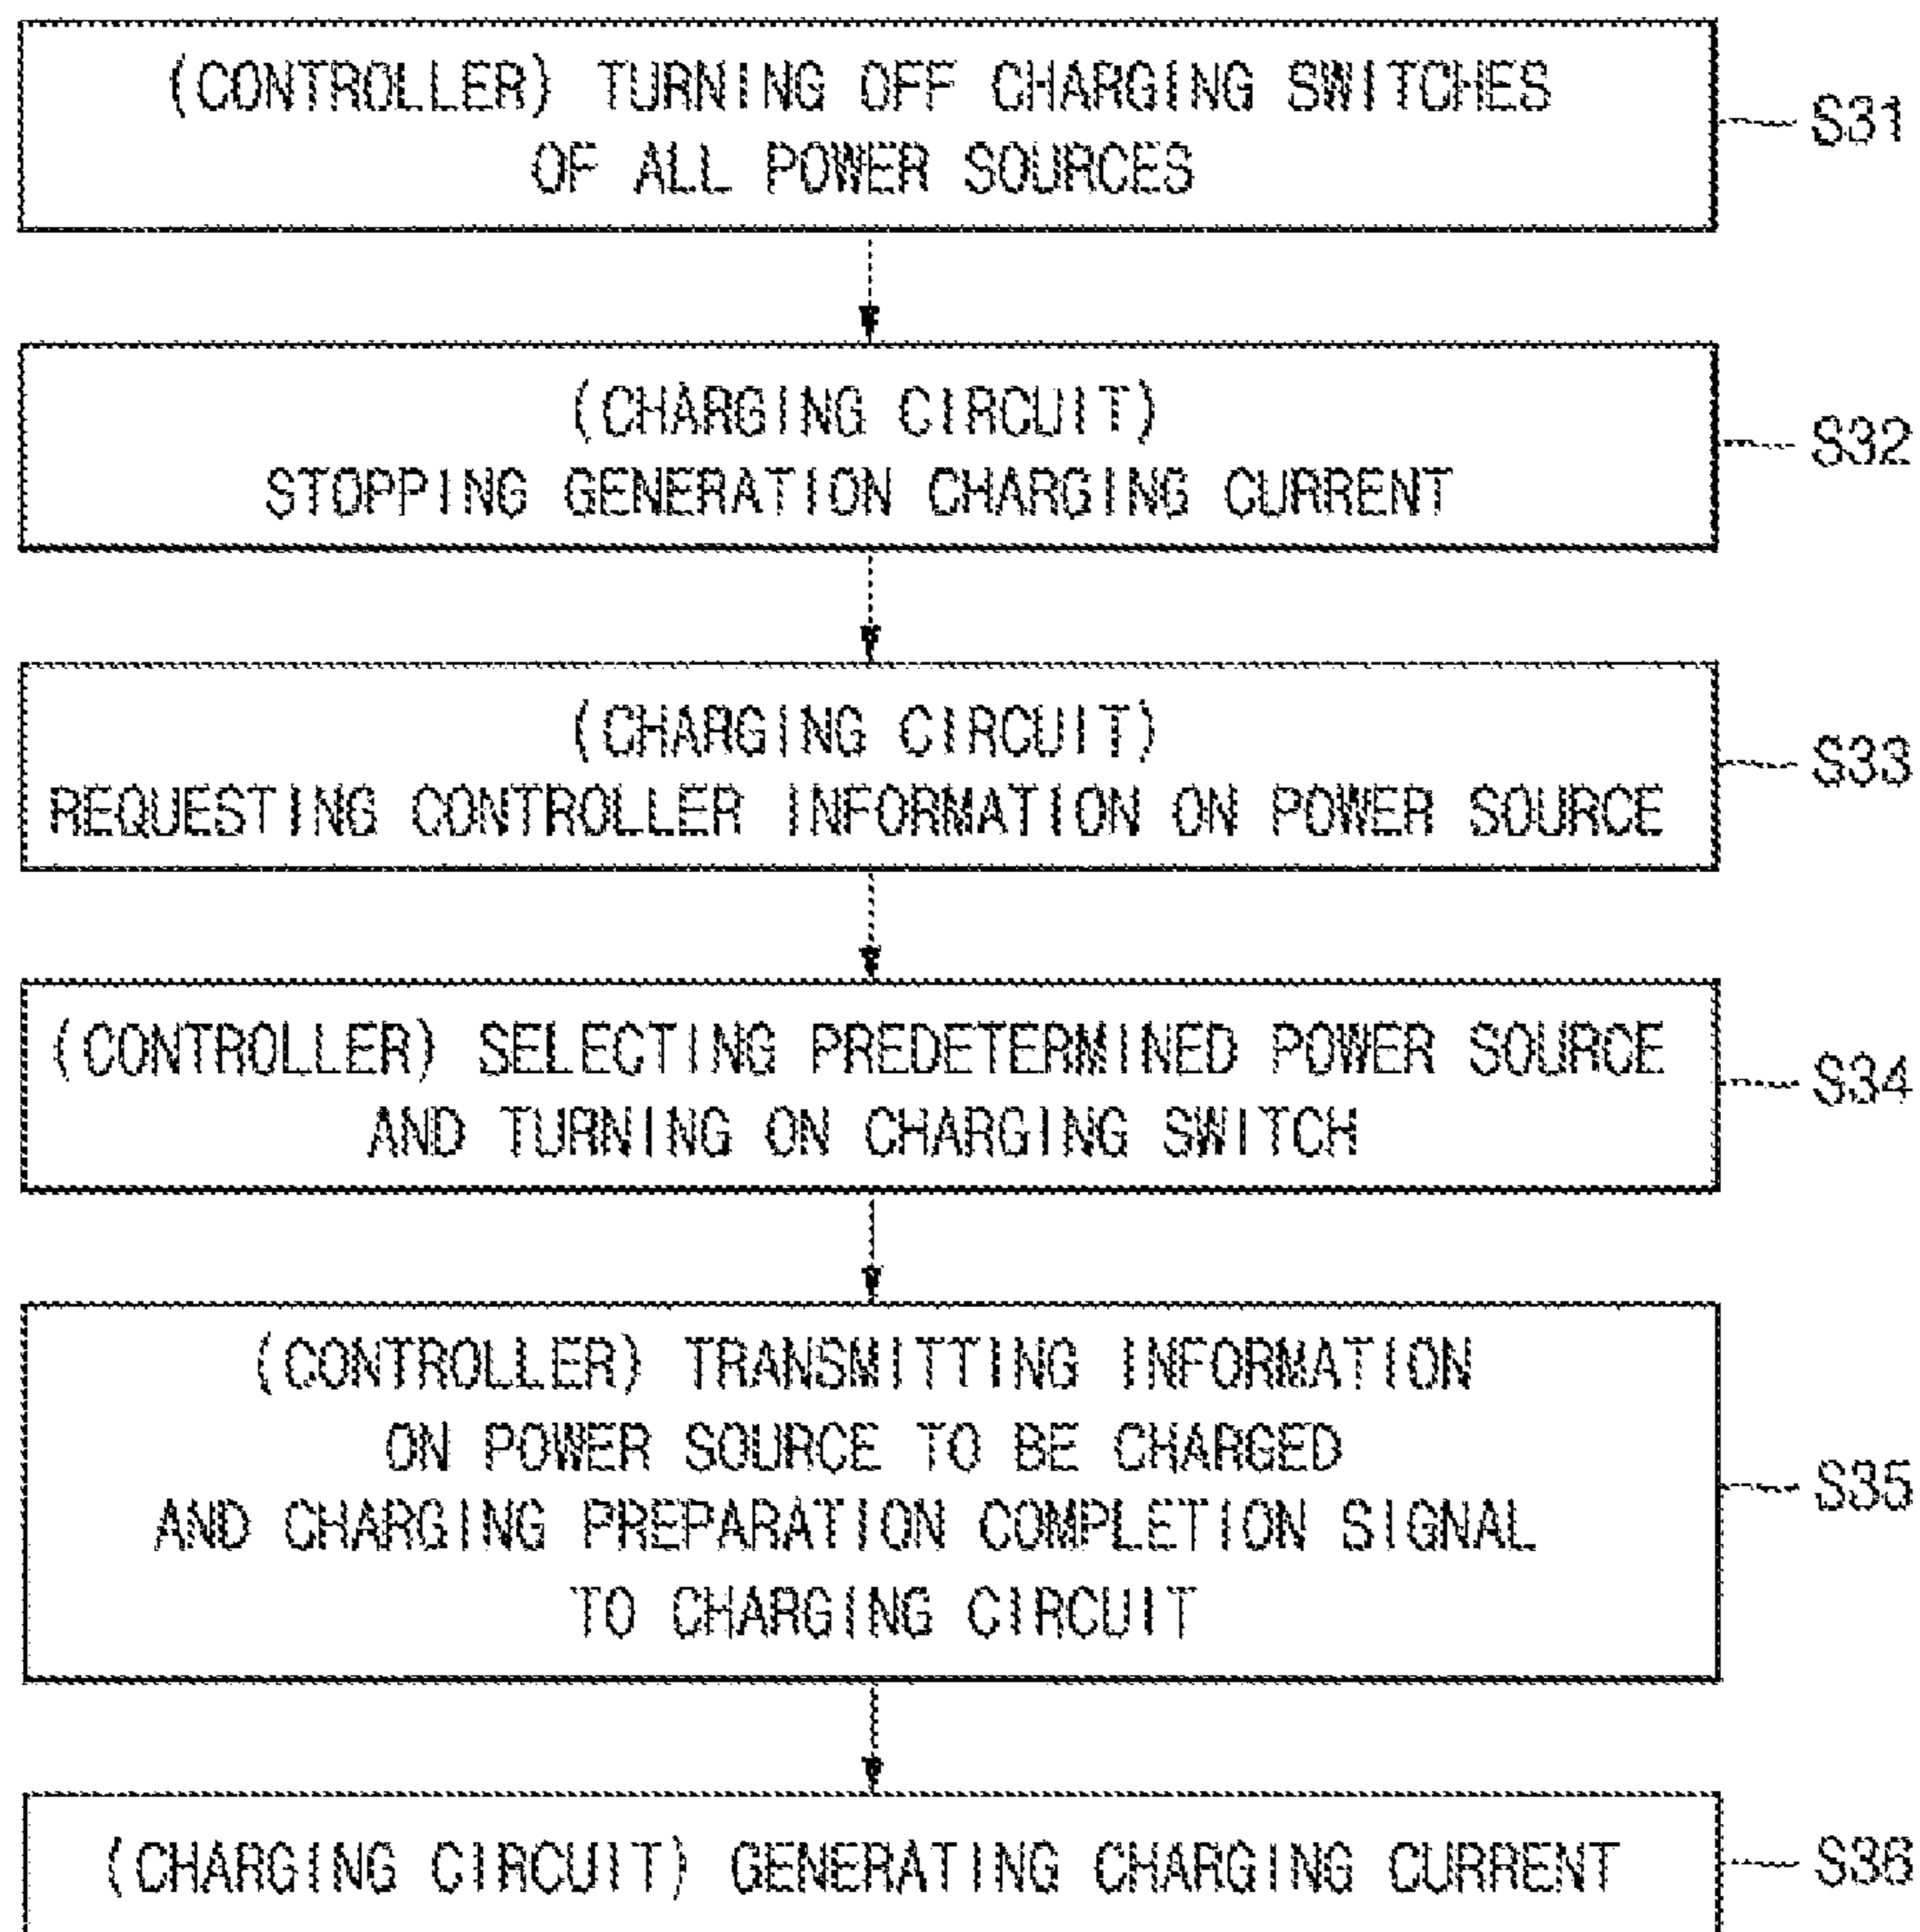 (CONTROLLER) TURNING OFF CHARGING SWITCHES
OF ALL POWER SOURCES
S31
(CHARGING CIRCUIT)
STOPPING GENERATION CHARGING CURRENT
S32
(CHARGING CIRCUIT)
REQUESTING CONTROLLER INFORMATION ON POWER SOURCE
S33
(CONTROLLER) SELECTING PREDETERMINED POWER SOURCE
AND TURNING ON CHARGING SWITCH
S34
(CONTROLLER) TRANSMITTING INFORMATION
ON POWER SOURCE TO BE CHARGED
AND CHARGING PREPARATION COMPLETION SIGNAL
TO CHARGING CIRCUIT
S35
(CHARGING CIRCUIT) GENERATING CHARGING CURRENT
S36